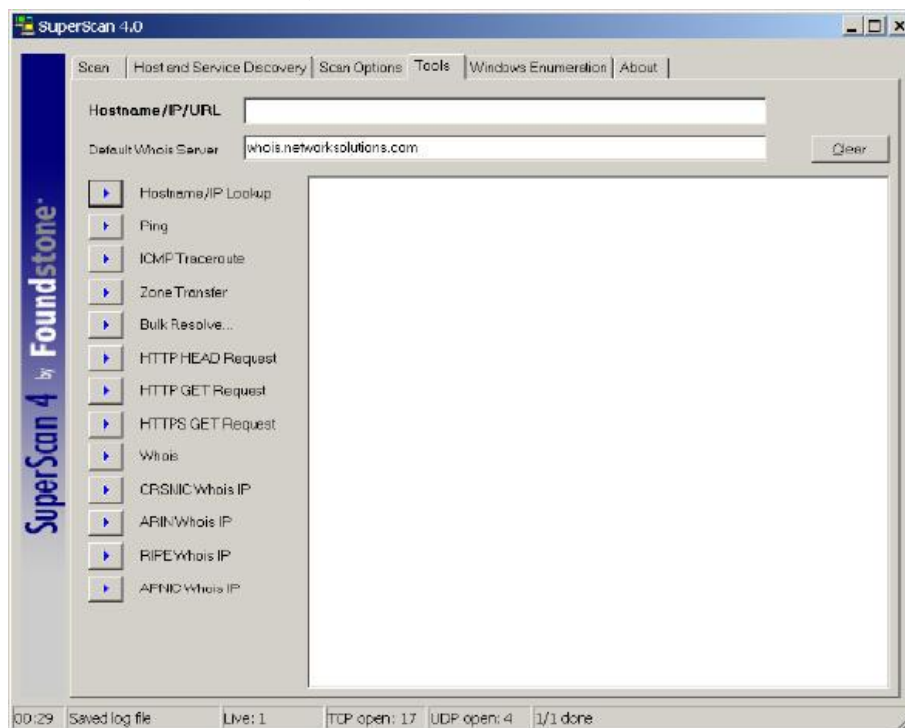 SuperScan 4.0
Scan Host and Service Discovery Scan Options Tools Windows Enumeration About
Hostname/IP/URL
Default Whois Server whois.networksolutions.com Clear
Hostname/IP Lookup
Ping
ICMP Traceroute
Zone Transfer
Bulk Resolve...
HTTP HEAD Request
HTTP GET Request
HTTPS GET Request
Whois
CRSNIC Whois IP
ARIN Whois IP
RIPE Whois IP
APNIC Whois IP
SuperScan 4 by Foundstone
00:29 Saved log file Live: 1 TCP open: 17 UDP open: 4 1/1 done